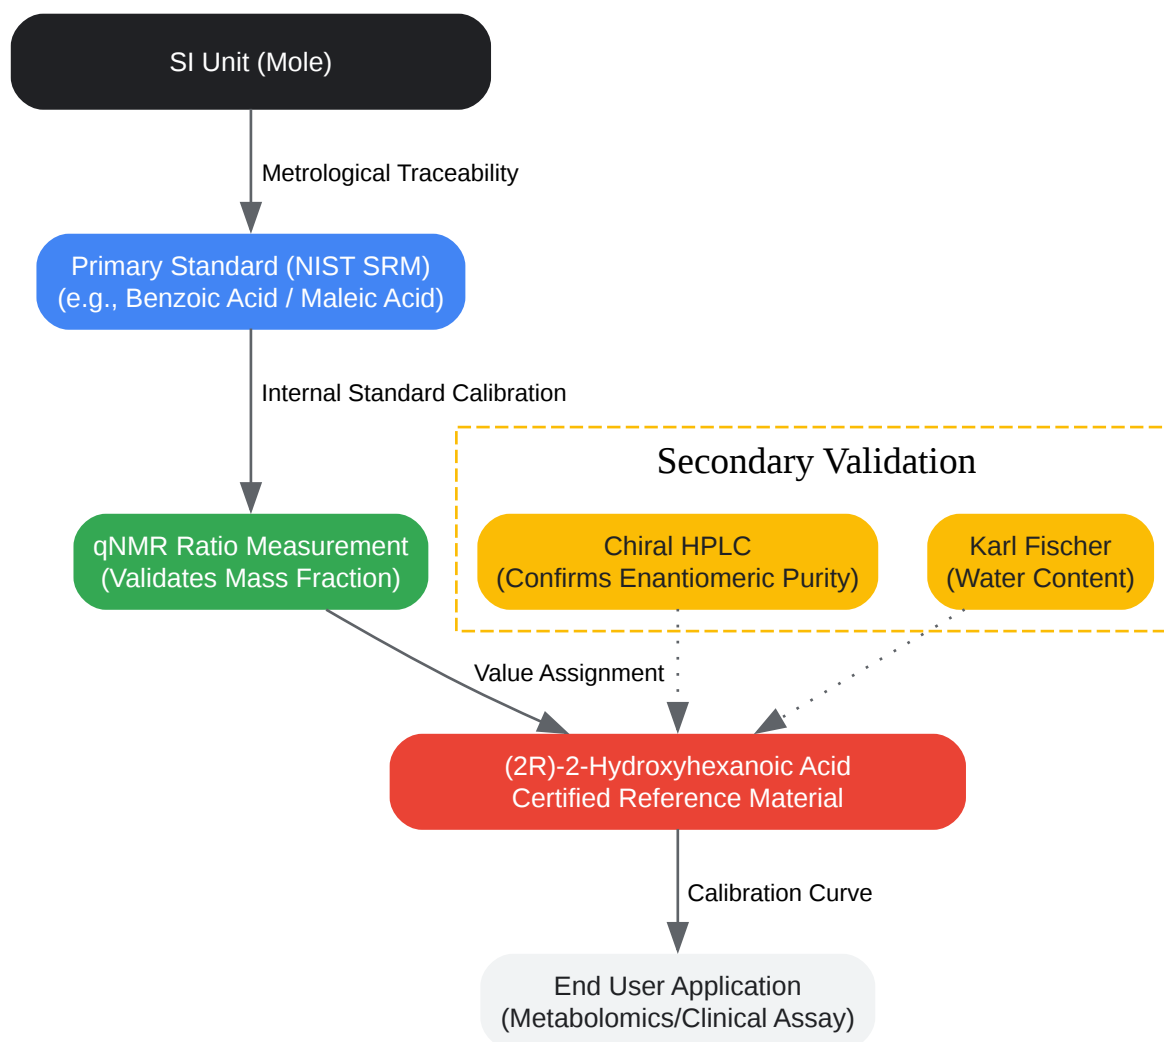 SI Unit (Mole)
Metrological Traceability
Primary Standard (NIST SRM)
(e.g., Benzoic Acid / Maleic Acid)
Internal Standard Calibration
Secondary Validation
qNMR Ratio Measurement
(Validates Mass Fraction)
Chiral HPLC
(Confirms Enantiomeric Purity)
Karl Fischer
(Water Content)
Value Assignment
(2R)-2-Hydroxyhexanoic Acid
Certified Reference Material
Calibration Curve
End User Application
(Metabolomics/Clinical Assay)